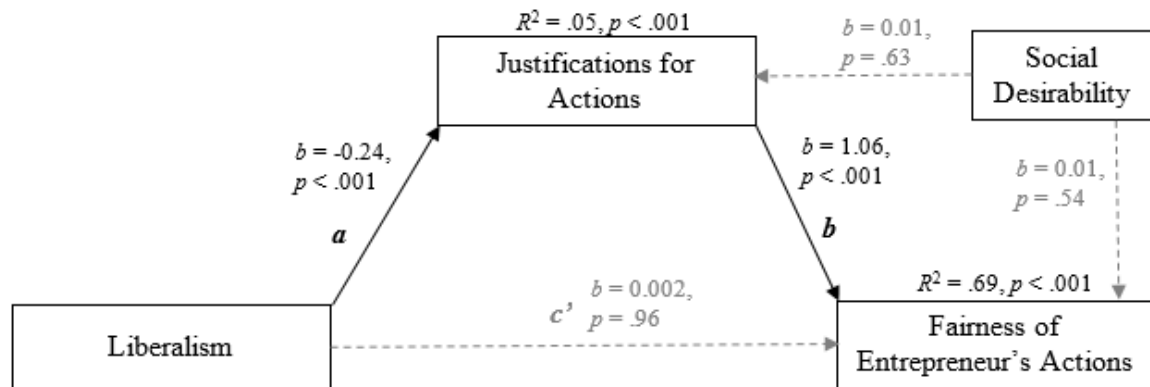 R² = .05, p < .001
Justifications for
Actions
b = 0.01,
p = .63
Social
Desirability
b = -0.24,
p < .001
a
b = 1.06,
p < .001
b
b = 0.01,
p = .54
Liberalism
c’
b = 0.002,
p = .96
R² = .69, p < .001
Fairness of
Entrepreneur’s Actions